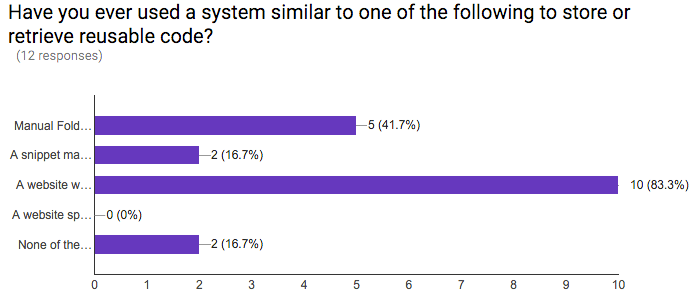 Have you ever used a system similar to one of the following to store or
retrieve reusable code?
(12 responses)
Manual Fold... 5 (41.7%)
A snippet ma... 2 (16.7%)
A website w... 10 (83.3%)
A website sp... 0 (0%)
None of the... 2 (16.7%)
0 1 2 3 4 5 6 7 8 9 10